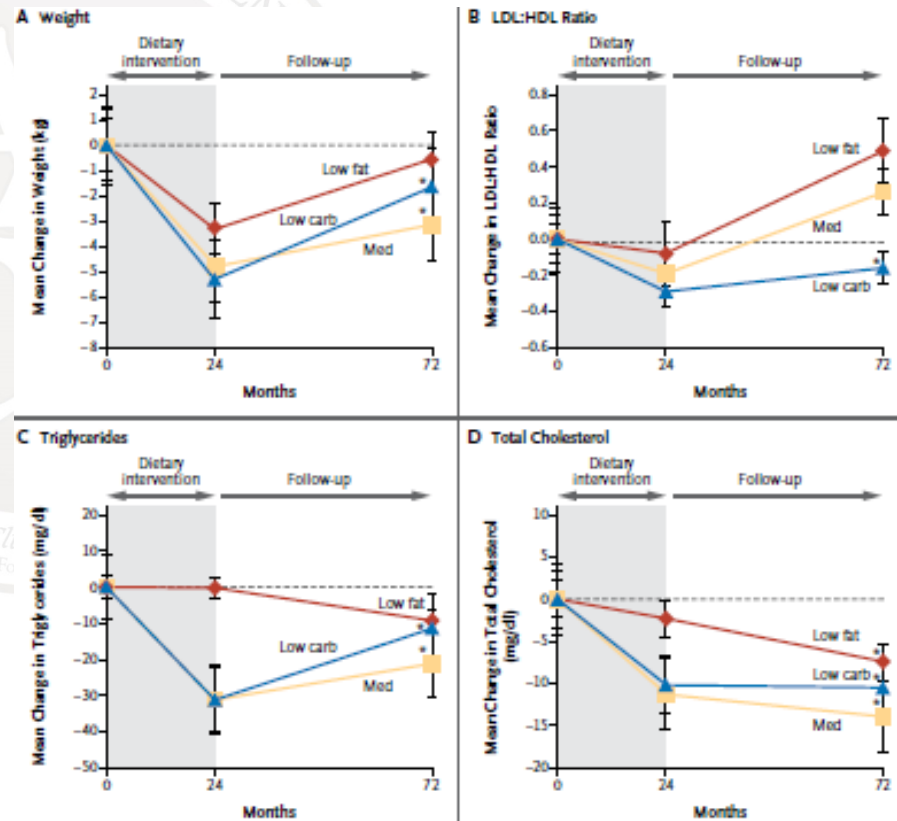 A Weight
Dietary
intervention
Follow-up
Mean Change in Weight (kg)
2
1
0
−1
−2
−3
−4
−5
−6
−7
−8
Low fat
*
Low carb
*
Med
0
24
72
Months
B LDL:HDL Ratio
Dietary
intervention
Follow-up
Mean Change in LDL:HDL Ratio
0.8
0.6
0.4
0.2
0.0
−0.2
−0.4
−0.6
Low fat
Med
*
Low carb
0
24
72
Months
C Triglycerides
Dietary
intervention
Follow-up
Mean Change in Triglycerides (mg/dl)
20
10
0
−10
−20
−30
−40
−50
Low fat
*
Low carb
*
Med
0
24
72
Months
D Total Cholesterol
Dietary
intervention
Follow-up
Mean Change in Total Cholesterol
(mg/dl)
10
5
0
−5
−10
−15
−20
Low fat
*
Low carb
*
*
Med
0
24
72
Months